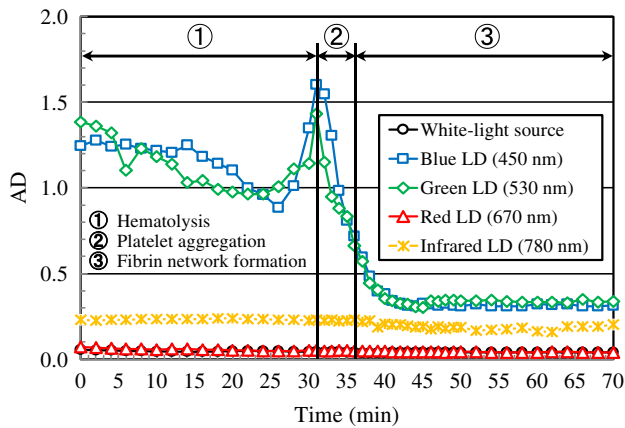 ① ② ③
2.0
1.5
1.0
0.5
0.0
AD
White-light source
Blue LD (450 nm)
Green LD (530 nm)
Red LD (670 nm)
Infrared LD (780 nm)
① Hematolysis
② Platelet aggregation
③ Fibrin network formation
0 5 10 15 20 25 30 35 40 45 50 55 60 65 70
Time (min)